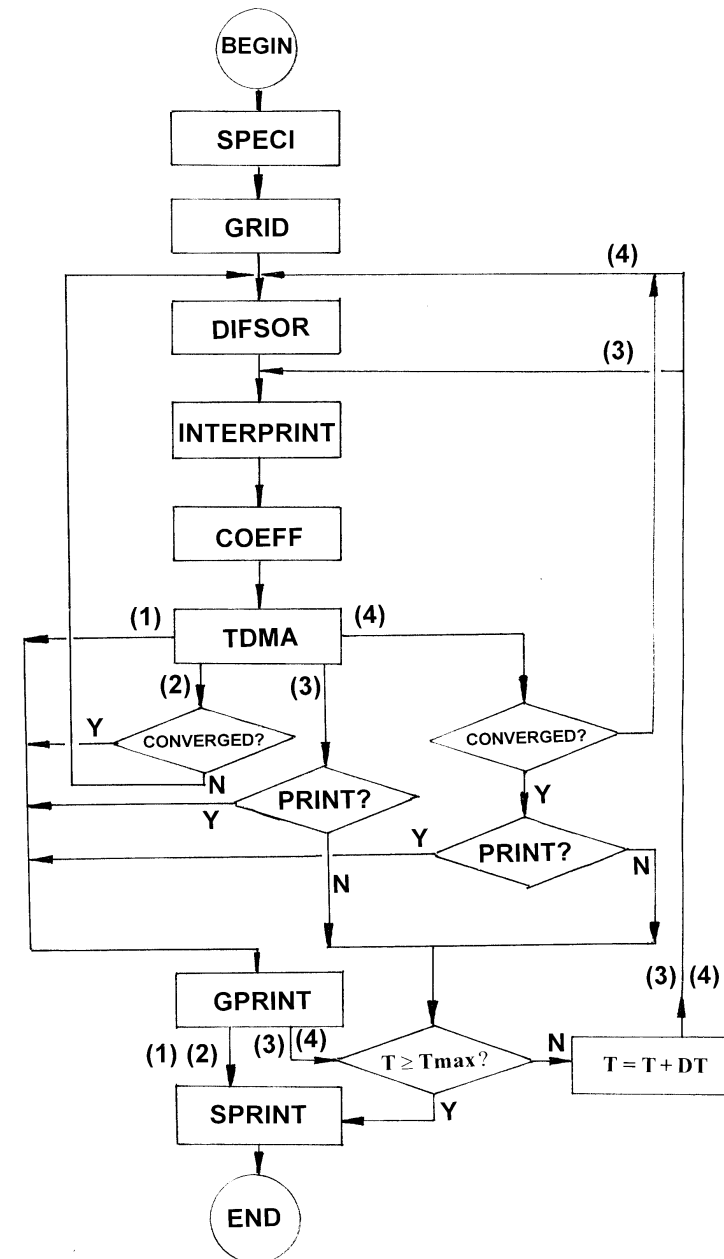 BEGIN
SPECI
GRID
(4)
DIFSOR
(3)
INTERPRINT
COEFF
(1)
TDMA
(4)
(2)
(3)
Y
CONVERGED?
CONVERGED?
N
PRINT?
Y
Y
Y
PRINT?
N
N
(3) (4)
GPRINT
(1) (2)
(3)
(4)
T ≥ Tmax?
N
T = T + DT
SPRINT
Y
END